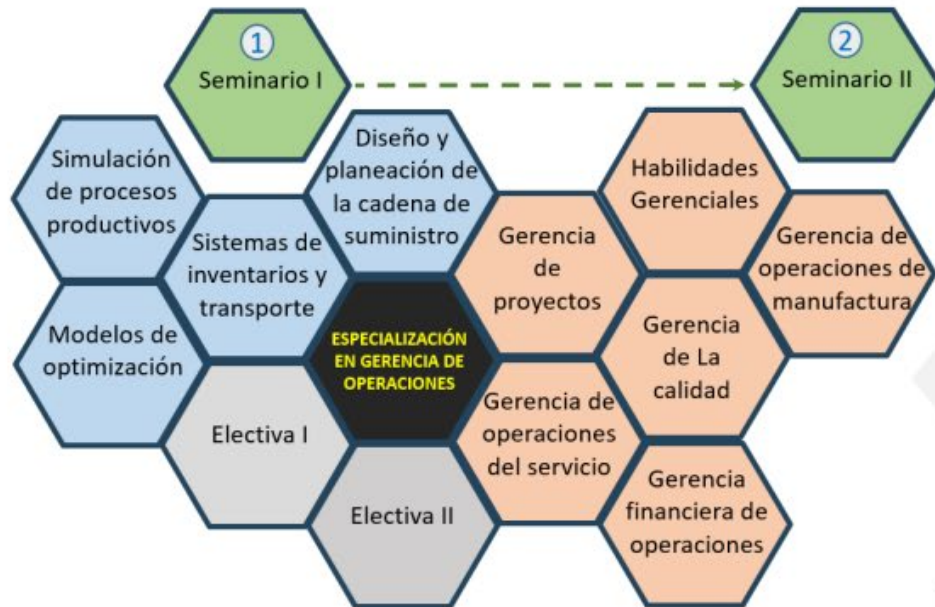 1
Seminario I
2
Seminario II
Simulación
de procesos
productivos
Diseño y
planeación de
la cadena de
suministro
Habilidades
Gerenciales
Sistemas de
inventarios y
transporte
Gerencia
de
proyectos
Gerencia de
operaciones de
manufactura
Modelos de
optimización
ESPECIALIZACIÓN
EN GERENCIA DE
OPERACIONES
Gerencia
de La
calidad
Electiva I
Gerencia de
operaciones
del servicio
Electiva II
Gerencia
financiera de
operaciones